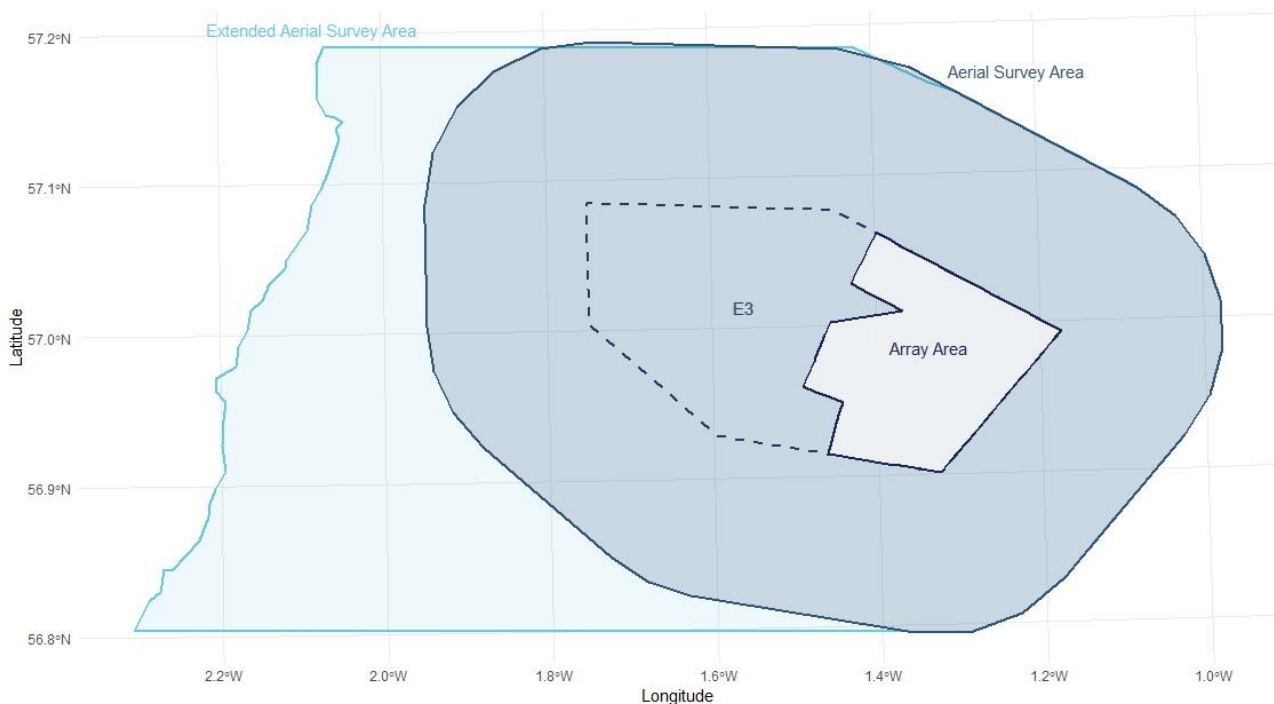 Extended Aerial Survey Area
57.2°N
Aerial Survey Area
57.1°N
E3
57.0°N
Array Area
Latitude
56.9°N
56.8°N
2.2°W
2.0°W
1.8°W
1.6°W
1.4°W
1.2°W
1.0°W
Longitude